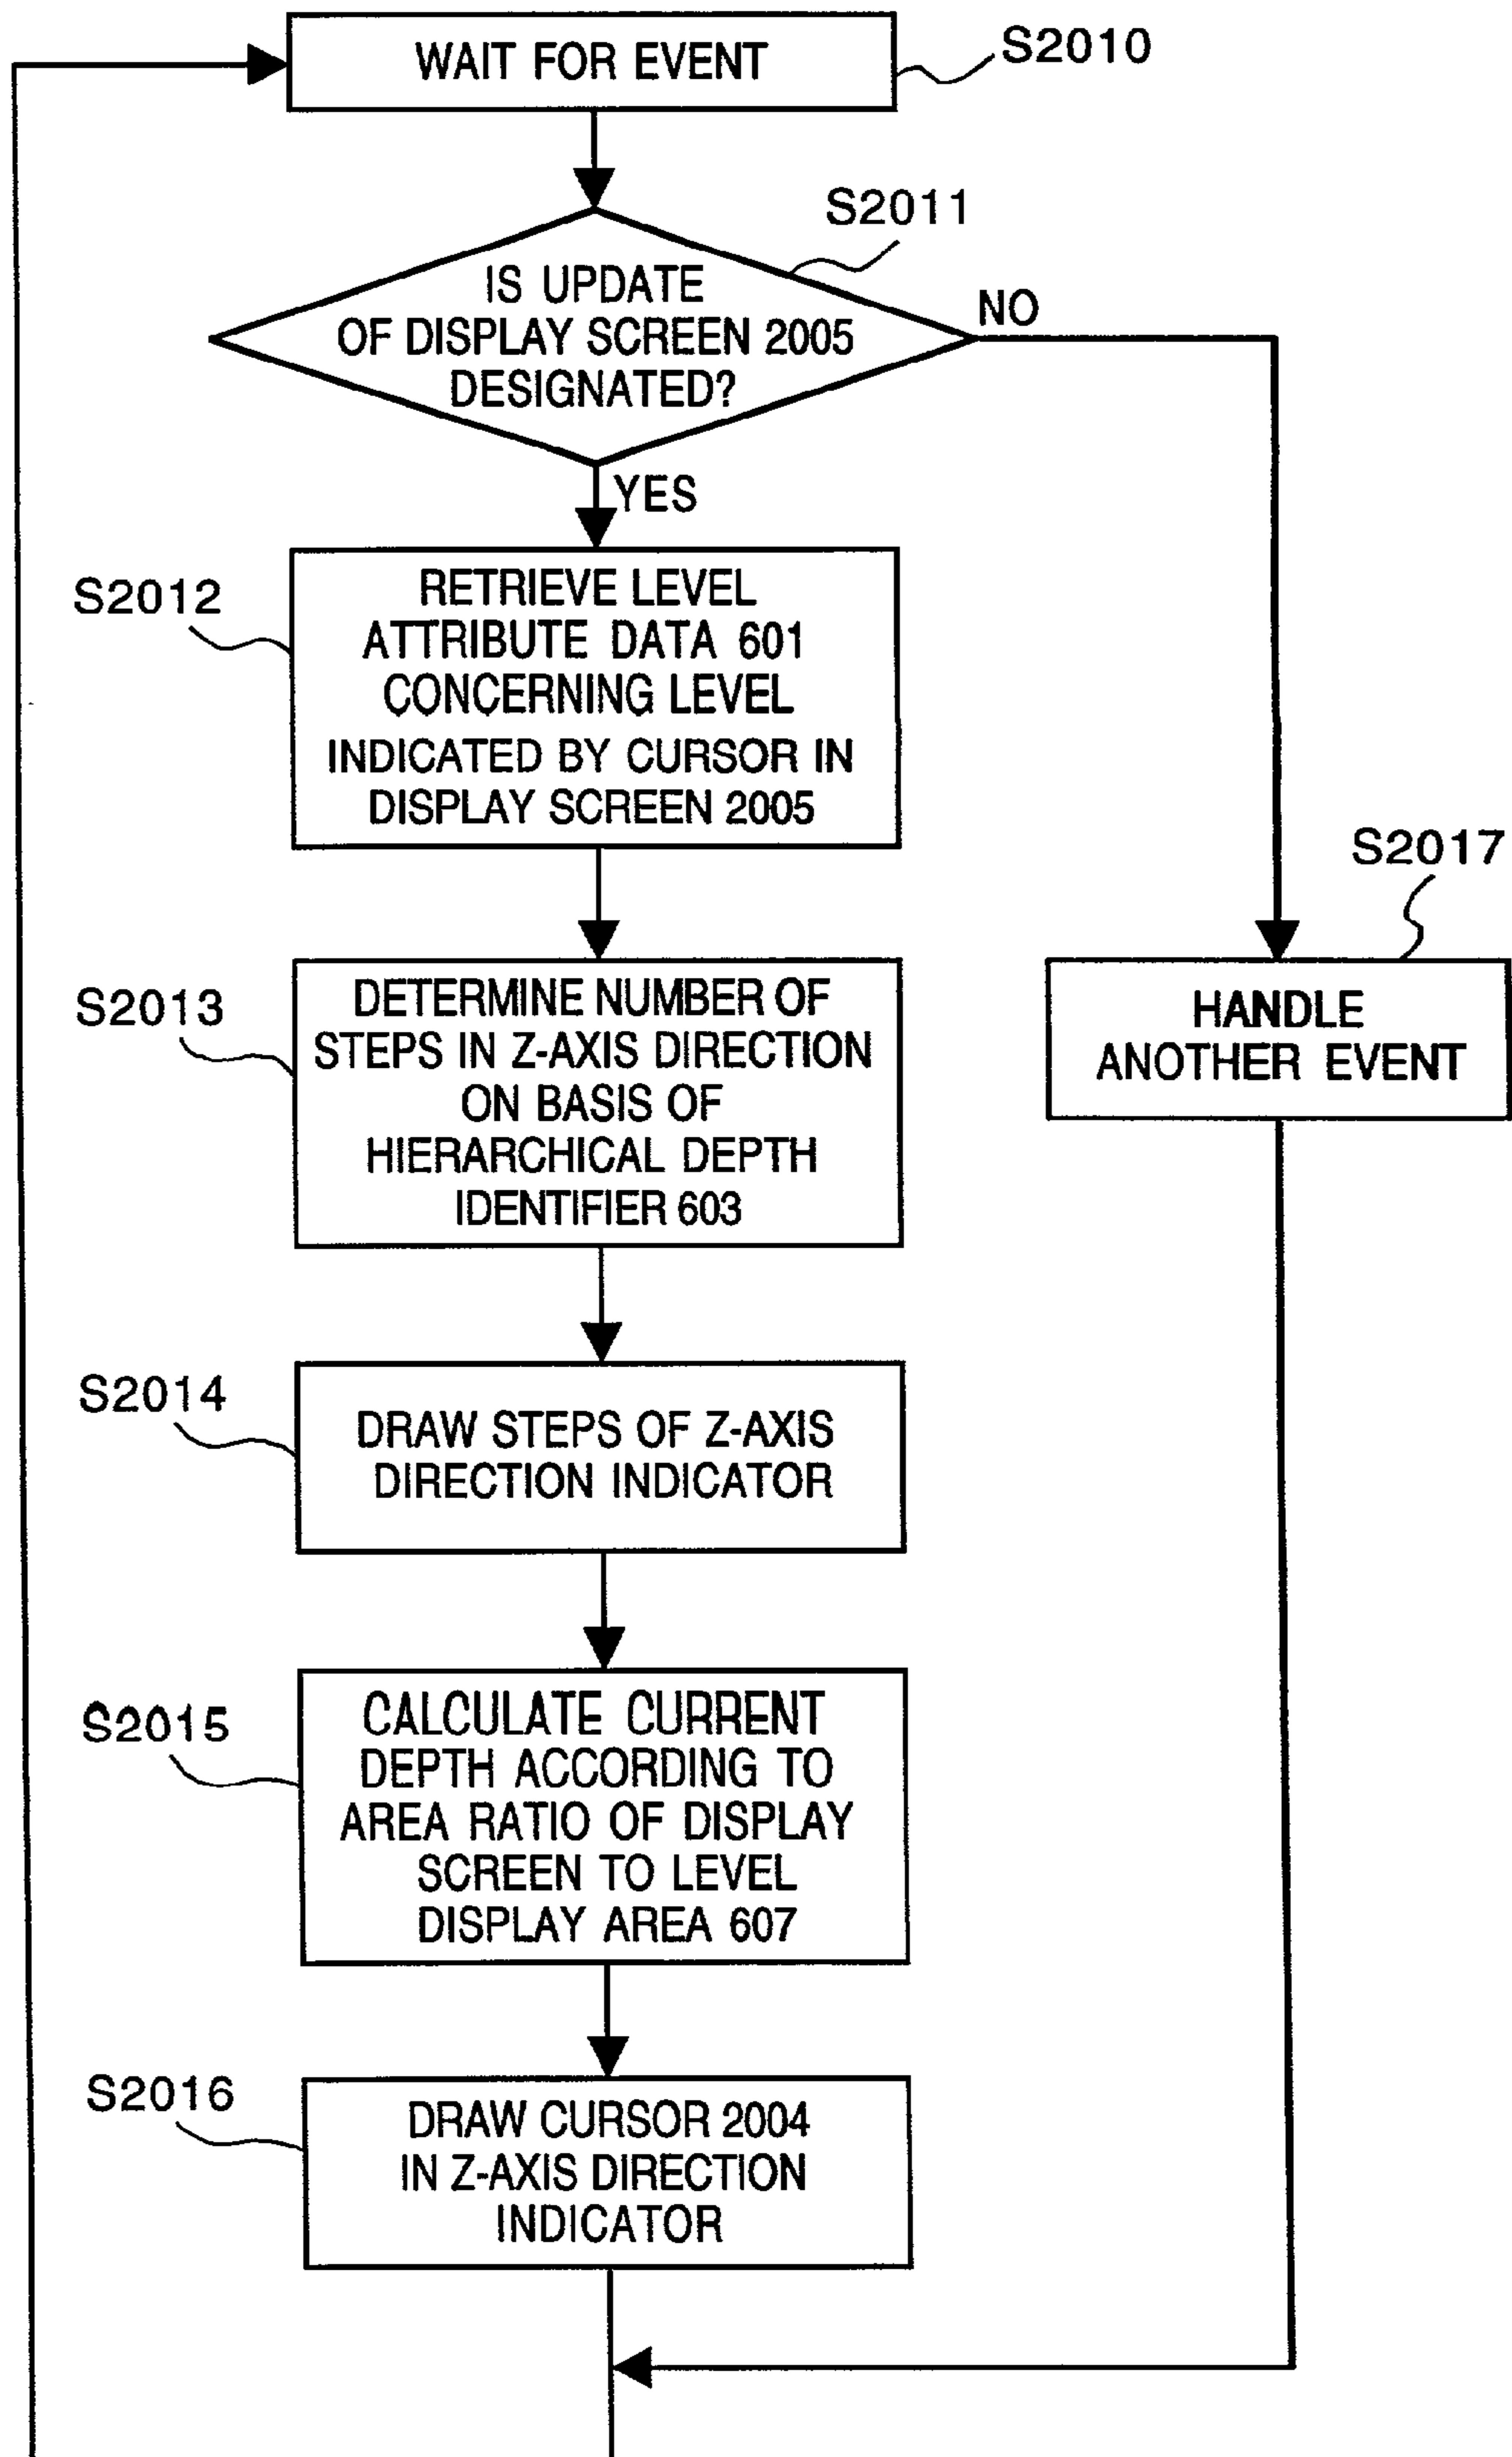 WAIT FOR EVENT
S2010
S2011
IS UPDATE
OF DISPLAY SCREEN 2005
DESIGNATED?
NO
YES
S2012
RETRIEVE LEVEL
ATTRIBUTE DATA 601
CONCERNING LEVEL
INDICATED BY CURSOR IN
DISPLAY SCREEN 2005
S2017
HANDLE
ANOTHER EVENT
S2013
DETERMINE NUMBER OF
STEPS IN Z-AXIS DIRECTION
ON BASIS OF
HIERARCHICAL DEPTH
IDENTIFIER 603
S2014
DRAW STEPS OF Z-AXIS
DIRECTION INDICATOR
S2015
CALCULATE CURRENT
DEPTH ACCORDING TO
AREA RATIO OF DISPLAY
SCREEN TO LEVEL
DISPLAY AREA 607
S2016
DRAW CURSOR 2004
IN Z-AXIS DIRECTION
INDICATOR